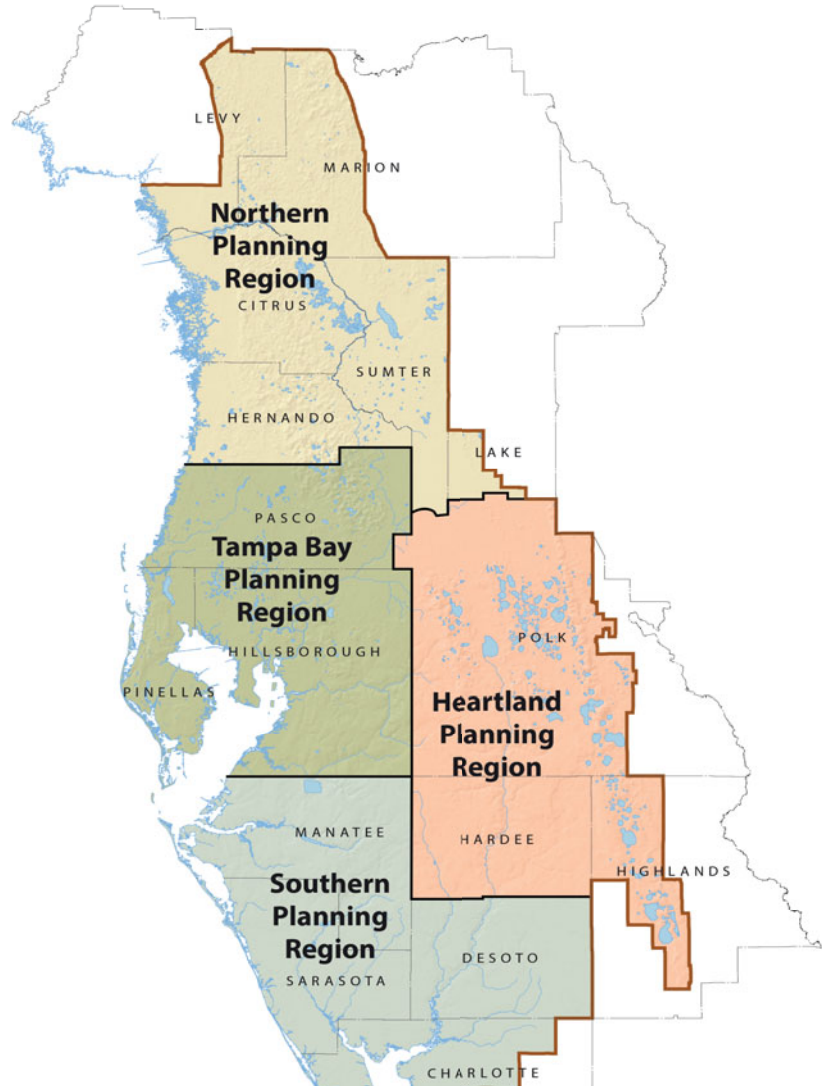 LEVY
MARION
Northern
Planning
Region
CITRUS
SUMTER
HERNANDO
LAKE
PASCO
Tampa Bay
Planning
Region
HILLSBOROUGH
POLK
PINELLAS
Heartland
Planning
Region
MANATEE
HARDEE
HIGHLANDS
Southern
Planning
Region
DESOTO
SARASOTA
CHARLOTTE